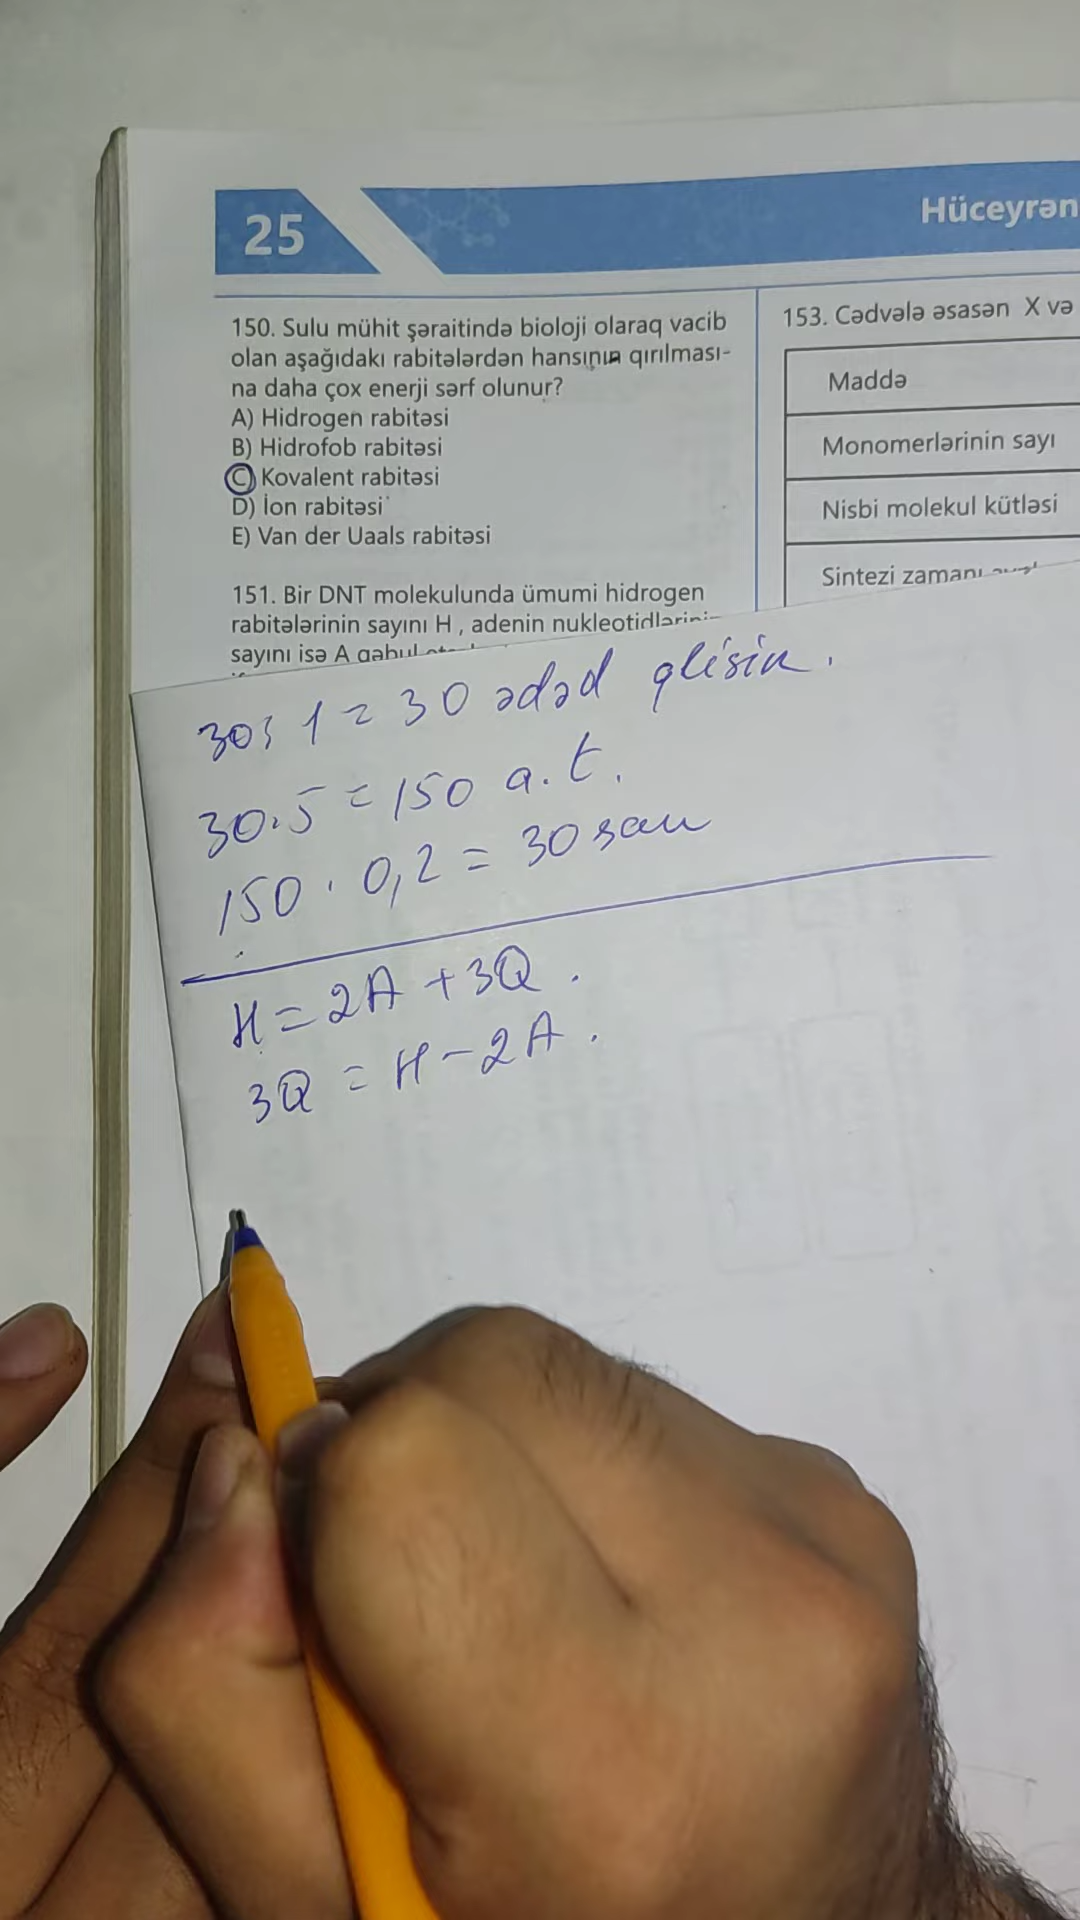 25
Hüceyrən
150. Sulu mühit şəraitində bioloji olaraq vacib
olan aşağıdakı rabitələrdən hansının qırılması-
na daha çox enerji sərf olunur?
A) Hidrogen rabitəsi
B) Hidrofob rabitəsi
C) Kovalent rabitəsi
D) İon rabitəsi
E) Van der Uaals rabitəsi
151. Bir DNT molekulunda ümumi hidrogen
rabitələrinin sayını H , adenin nukleotidlərinin
sayını isə A qəbul
153. Cədvələ əsasən X və
Maddə
Monomerlərinin sayı
Nisbi molekul kütləsi
Sintezi zamanı
30: 1 = 30 ədəd qlisin.
30.5 = 150 a.t.
150 . 0,2 = 30 san
H = 2A + 3Q .
3Q = H - 2A .